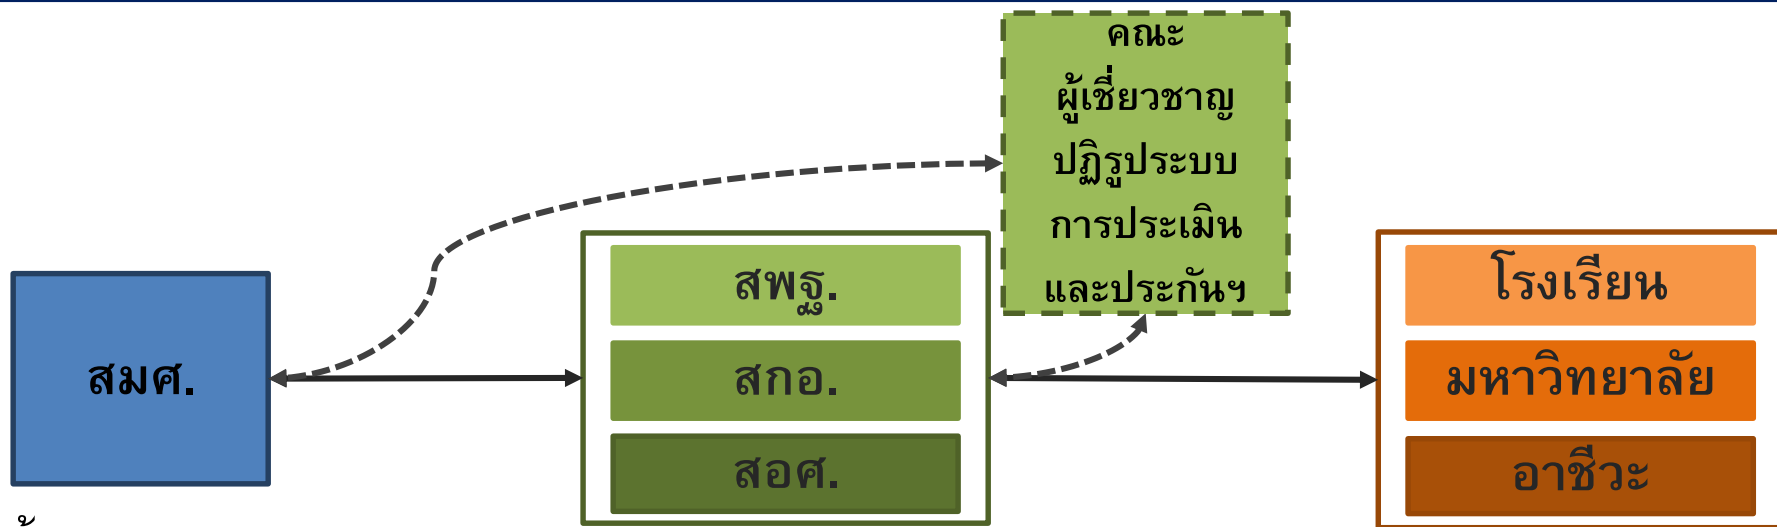 คณะ
ผู้เชี่ยวชาญ
ปฏิรูประบบ
การประเมิน
และประกันฯ
สมศ.
สพฐ.
สกอ.
สอศ.
โรงเรียน
มหาวิทยาลัย
อาชีวะ